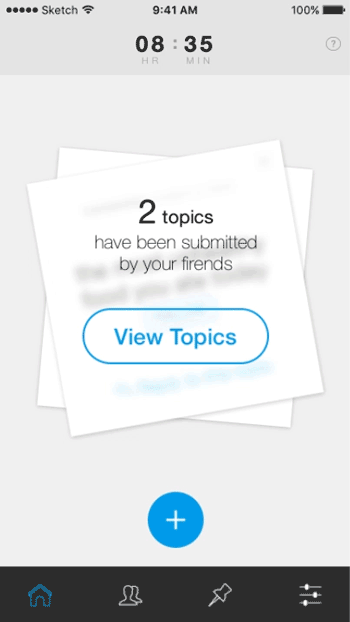 Sketch 9:41 AM 100%
08 : 35
HR MIN
?
2 topics
have been submitted
by your firends
View Topics
+